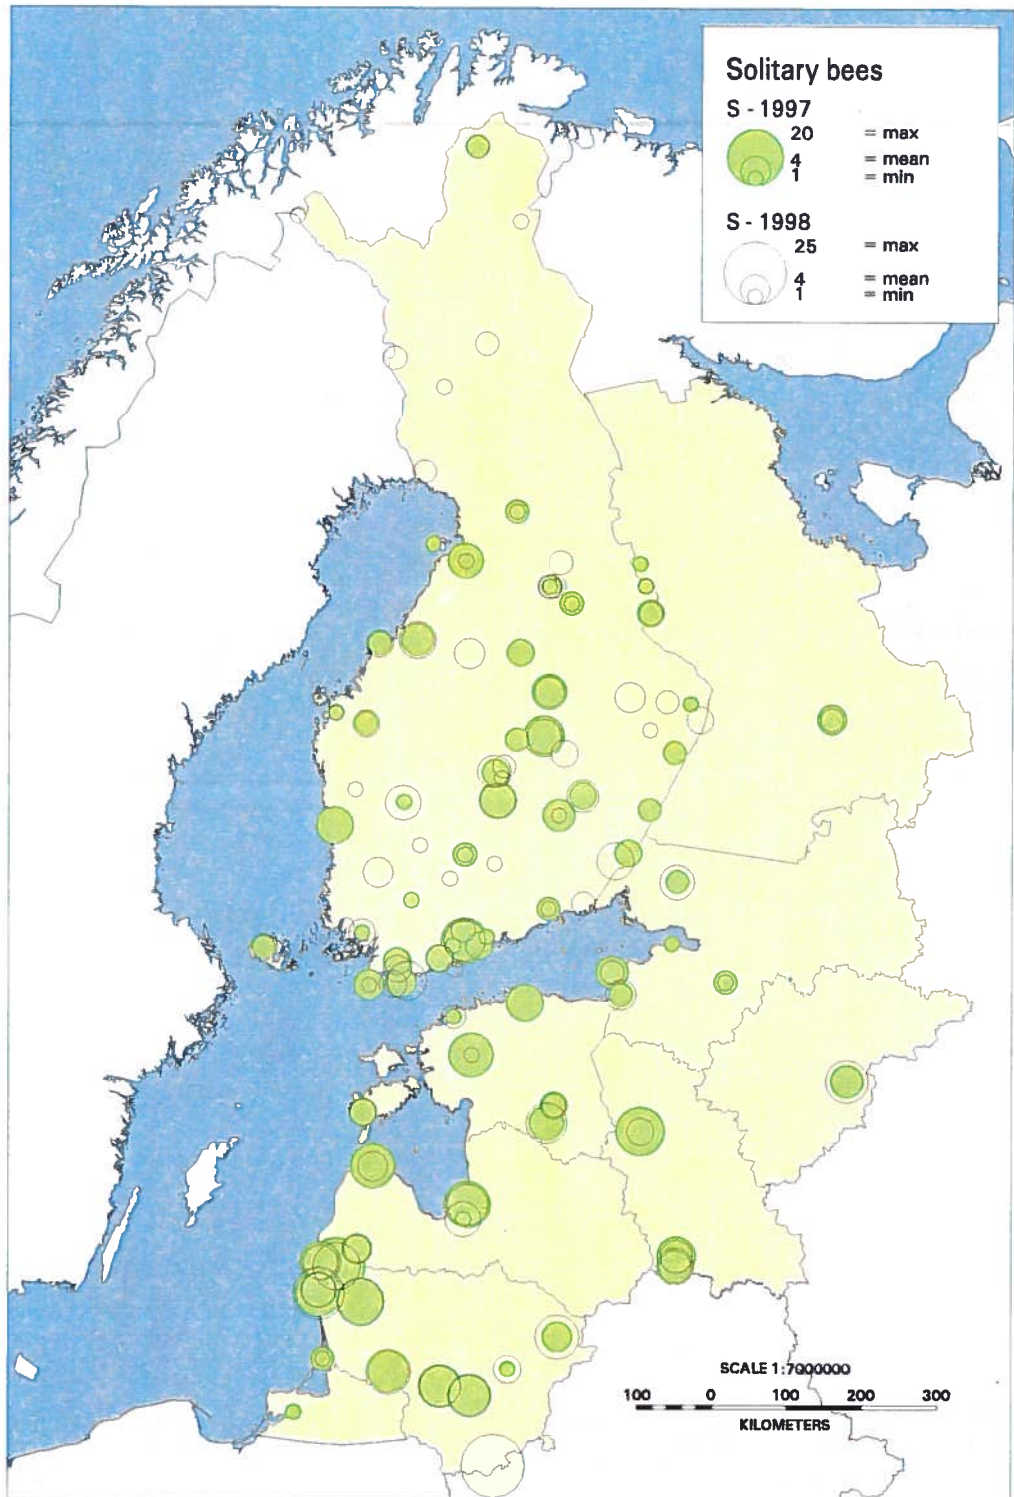 Solitary bees
S - 1997
20 = max
4 = mean
1 = min
S - 1998
25 = max
4 = mean
1 = min
SCALE 1:7000000
100 0 100 200 300
KILOMETERS